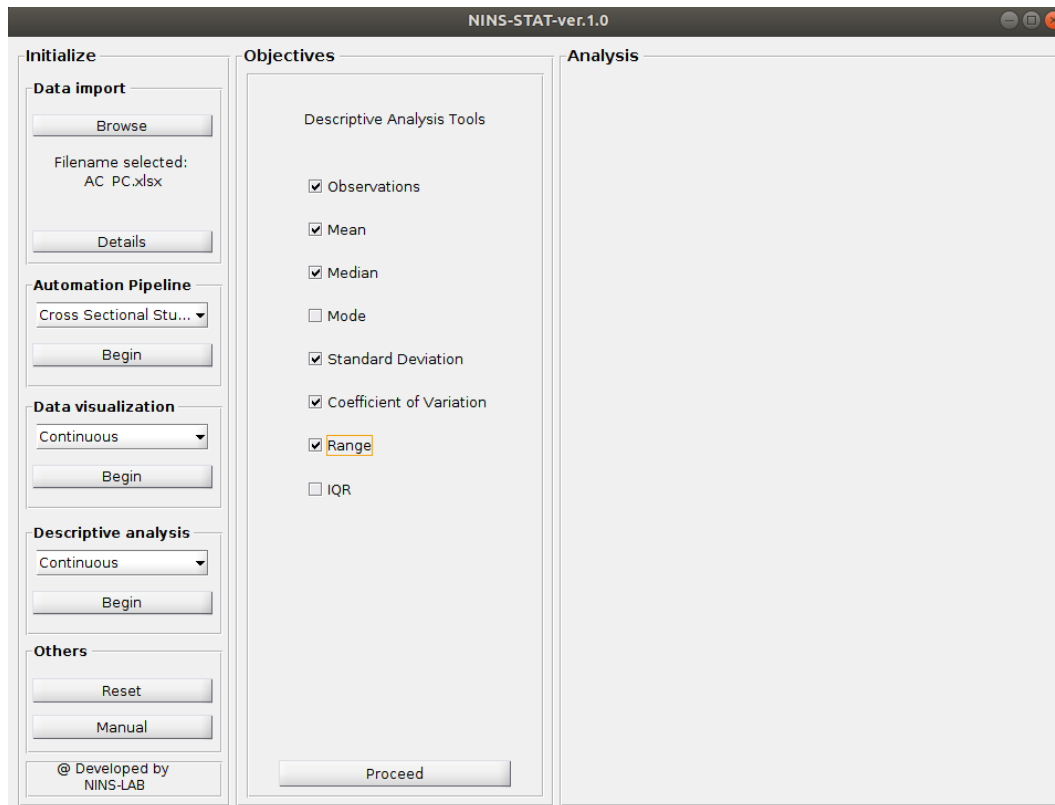 NINS-STAT-ver.1.0
Initialize
Data import
Browse
Filename selected:
AC PC.xlsx
Details
Automation Pipeline
Cross Sectional Stu...
Begin
Data visualization
Continuous
Begin
Descriptive analysis
Continuous
Begin
Others
Reset
Manual
@ Developed by
NINS-LAB
Objectives
Descriptive Analysis Tools
Observations
Mean
Median
Mode
Standard Deviation
Coefficient of Variation
Range
IQR
Proceed
Analysis